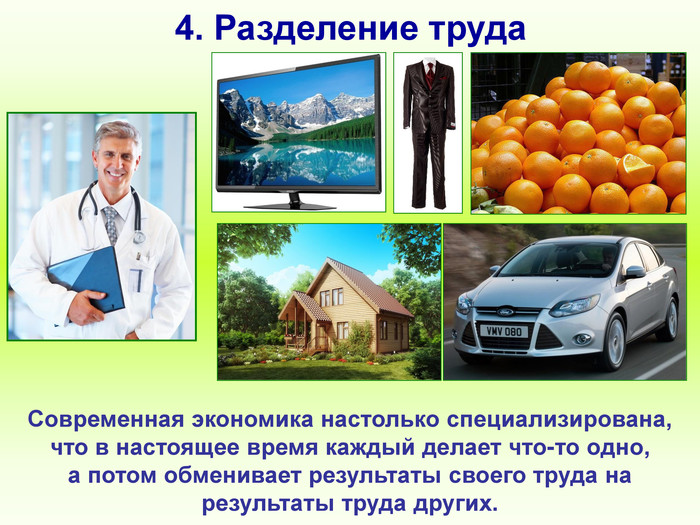 4. Разделение труда
VMV 080
Современная экономика настолько специализирована,
что в настоящее время каждый делает что-то одно,
а потом обменивает результаты своего труда на
результаты труда других.